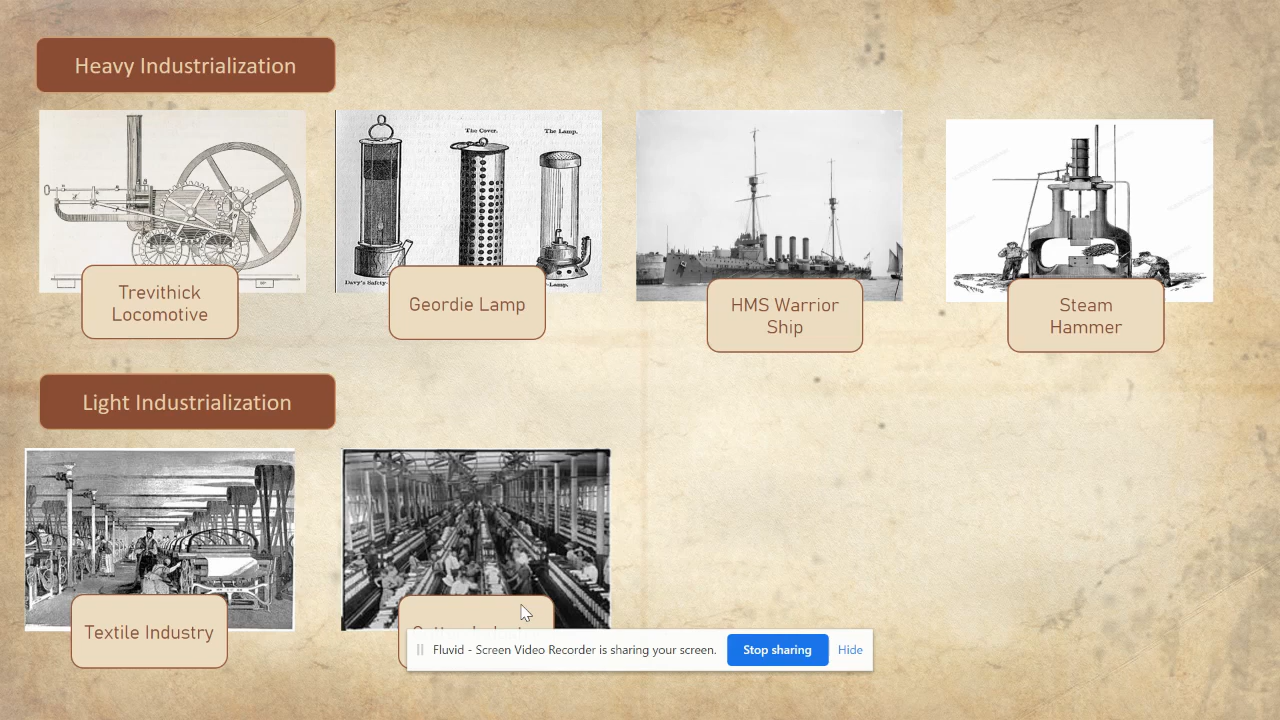 Heavy Industrialization
The Cover.
The Lamp.
Davy's Safety-
Lamp.
Trevithick
Locomotive
Geordie Lamp
HMS Warrior
Ship
Steam
Hammer
Light Industrialization
Textile Industry
Fluvid - Screen Video Recorder is sharing your screen.
Stop sharing
Hide